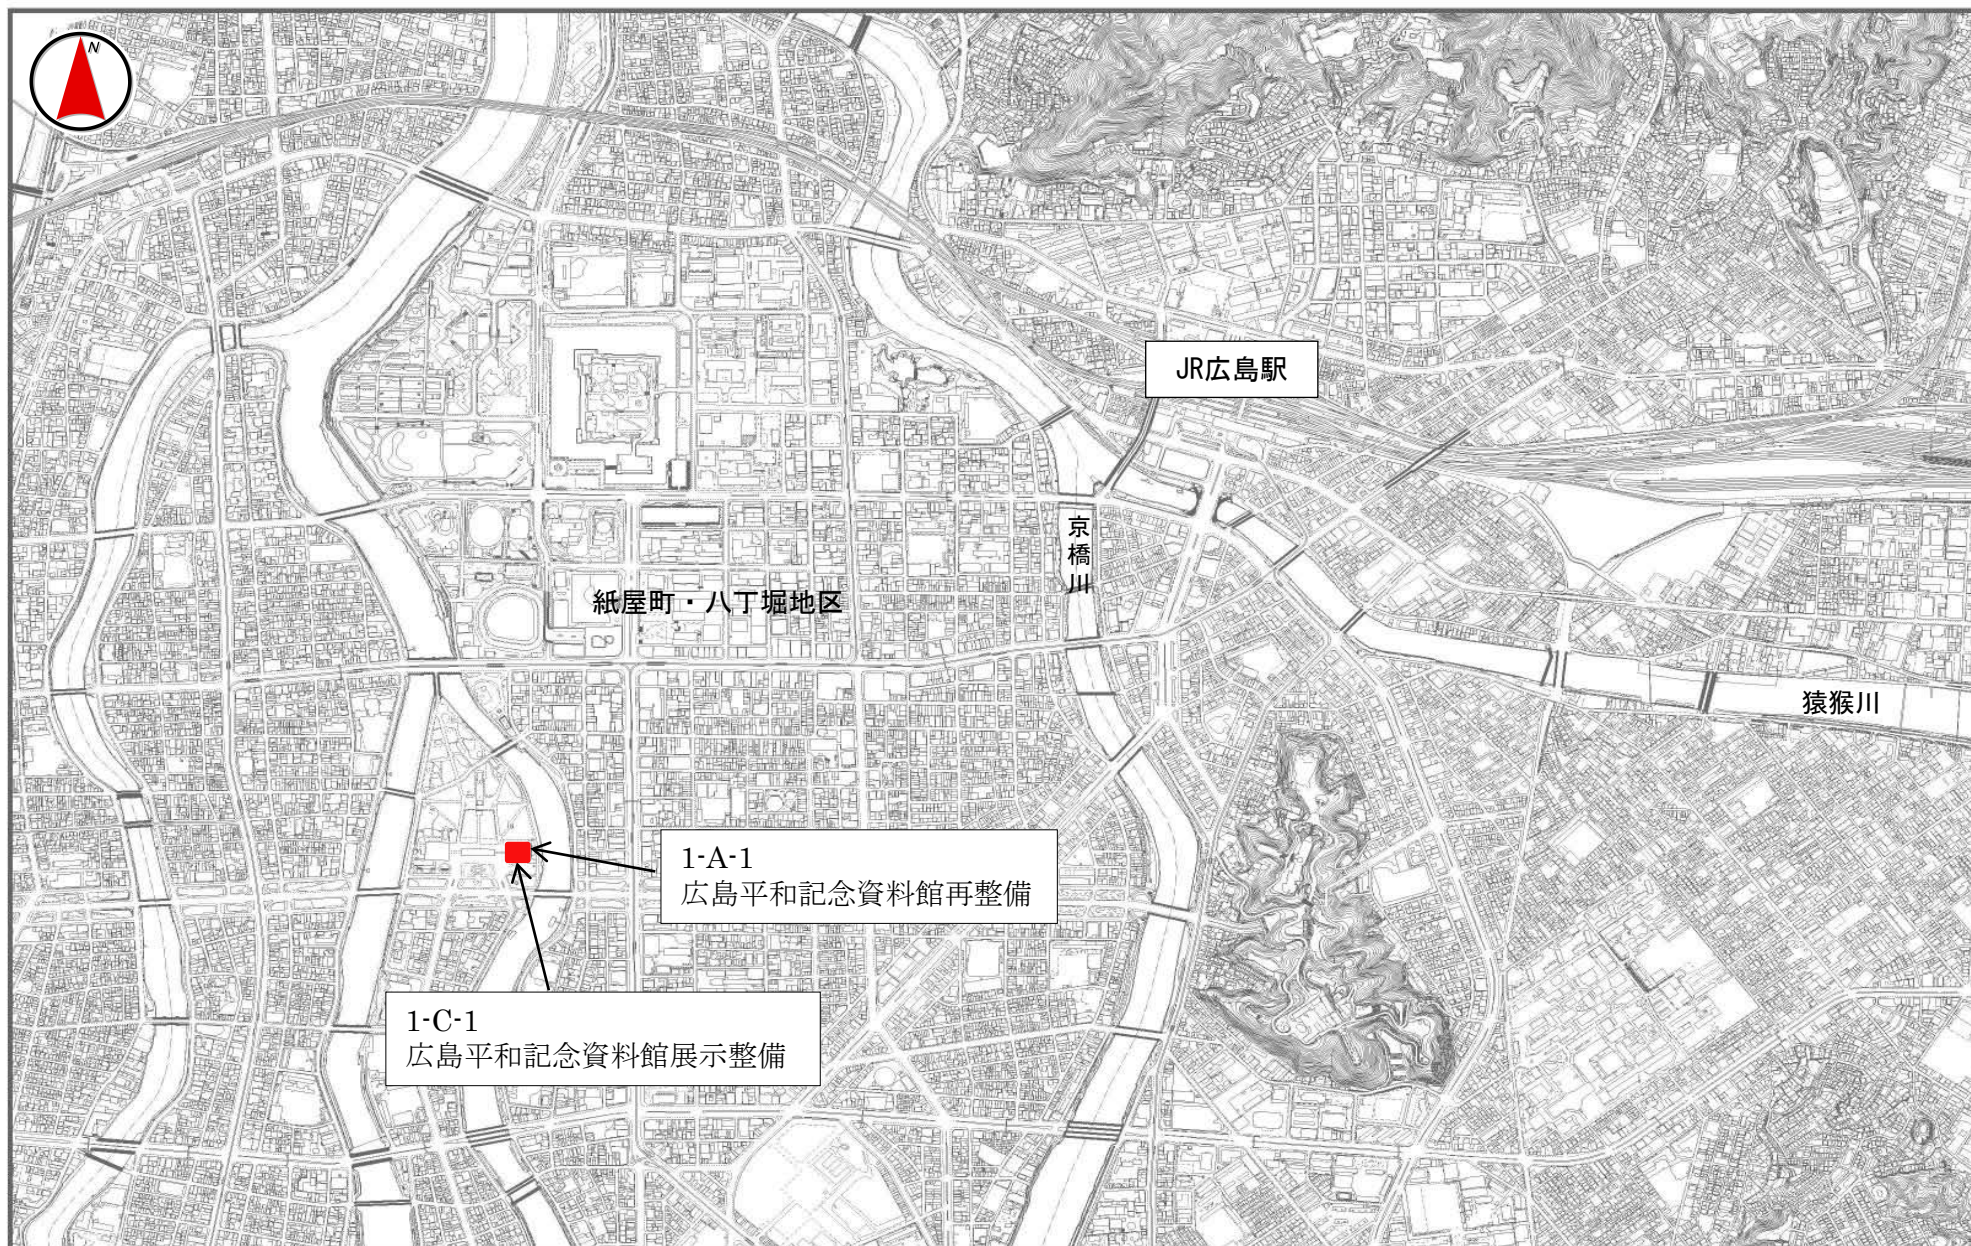 N
JR広島駅
京橋川
紙屋町・八丁堀地区
猿猴川
1-A-1
広島平和記念資料館再整備
1-C-1
広島平和記念資料館展示整備